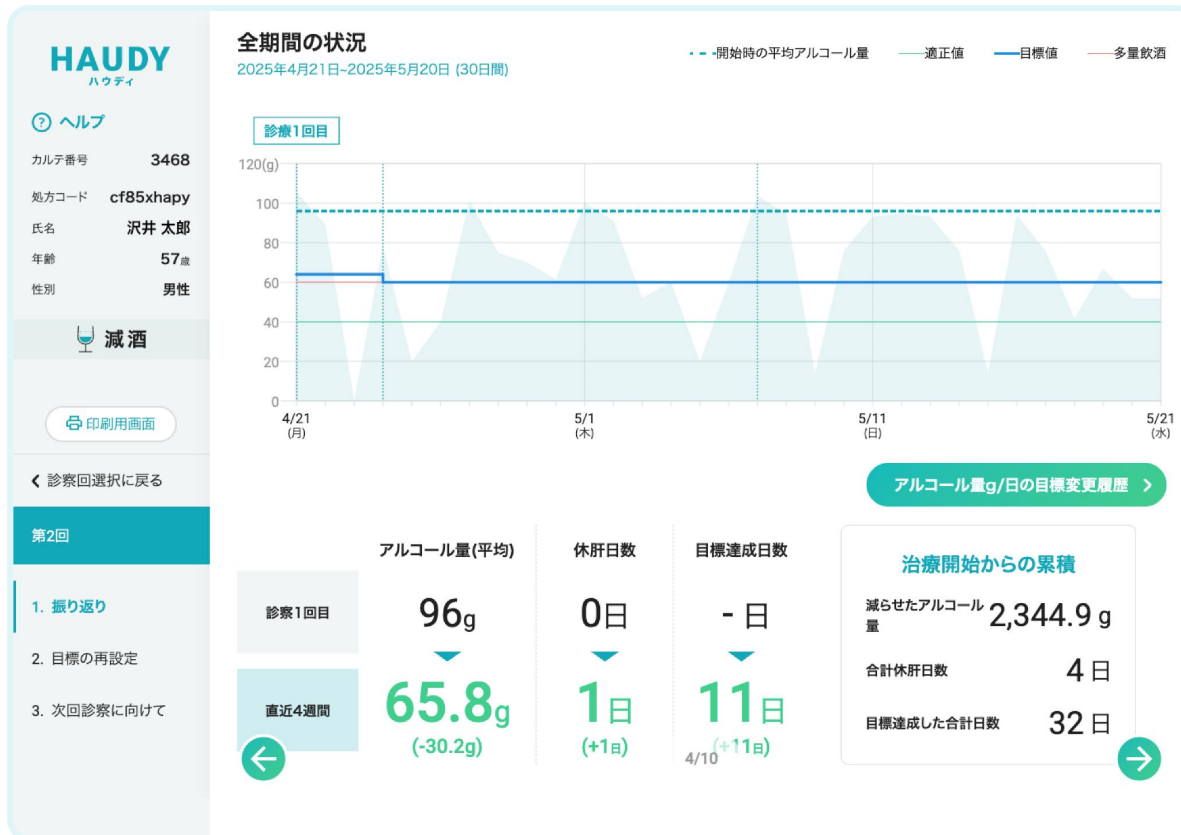 HAUDY
ハウディ
? ヘルプ
カルテ番号 3468
処方コード cf85xhapy
氏名 沢井 太郎
年齢 57歳
性別 男性
減酒
印刷用画面
診察回選択に戻る
第2回
1. 振り返り
2. 目標の再設定
3. 次回診察に向けて
全期間の状況
2025年4月21日~2025年5月20日 (30日間)
開始時の平均アルコール量 適正値 目標値 多量飲酒
診療1回目
120(g)
100
80
60
40
20
0
4/21 5/1 5/11 5/21
(月) (木) (日) (水)
アルコール量g/日の目標変更履歴
アルコール量(平均) 休肝日数 目標達成日数
診察1回目 96g 0日 - 日
直近4週間 65.8g 1日 11日
(-30.2g) (+1日) (+11日)
4/10
治療開始からの累積
減らせたアルコール
量 2,344.9 g
合計休肝日数 4 日
目標達成した合計日数 32 日